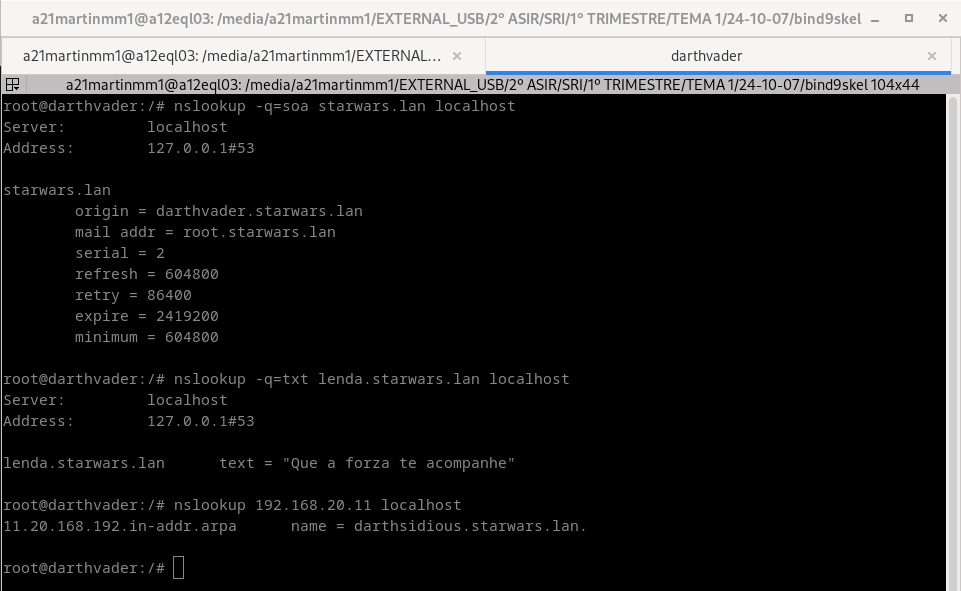 a21martinmm1@a12eql03: /media/a21martinmm1/EXTERNAL_USB/2º ASIR/SRI/1º TRIMESTRE/TEMA 1/24-10-07/bind9skel
a21martinmm1@a12eql03: /media/a21martinmm1/EXTERNAL... × darthvader ×
a21martinmm1@a12eql03: /media/a21martinmm1/EXTERNAL_USB/2º ASIR/SRI/1º TRIMESTRE/TEMA 1/24-10-07/bind9skel 104x44
root@darthvader:/# nslookup -q=soa starwars.lan localhost
Server:         localhost
Address:        127.0.0.1#53
starwars.lan
        origin = darthvader.starwars.lan
        mail addr = root.starwars.lan
        serial = 2
        refresh = 604800
        retry = 86400
        expire = 2419200
        minimum = 604800
root@darthvader:/# nslookup -q=txt lenda.starwars.lan localhost
Server:         localhost
Address:        127.0.0.1#53
lenda.starwars.lan      text = "Que a forza te acompanhe"
root@darthvader:/# nslookup 192.168.20.11 localhost
11.20.168.192.in-addr.arpa      name = darthsidious.starwars.lan.
root@darthvader:/#